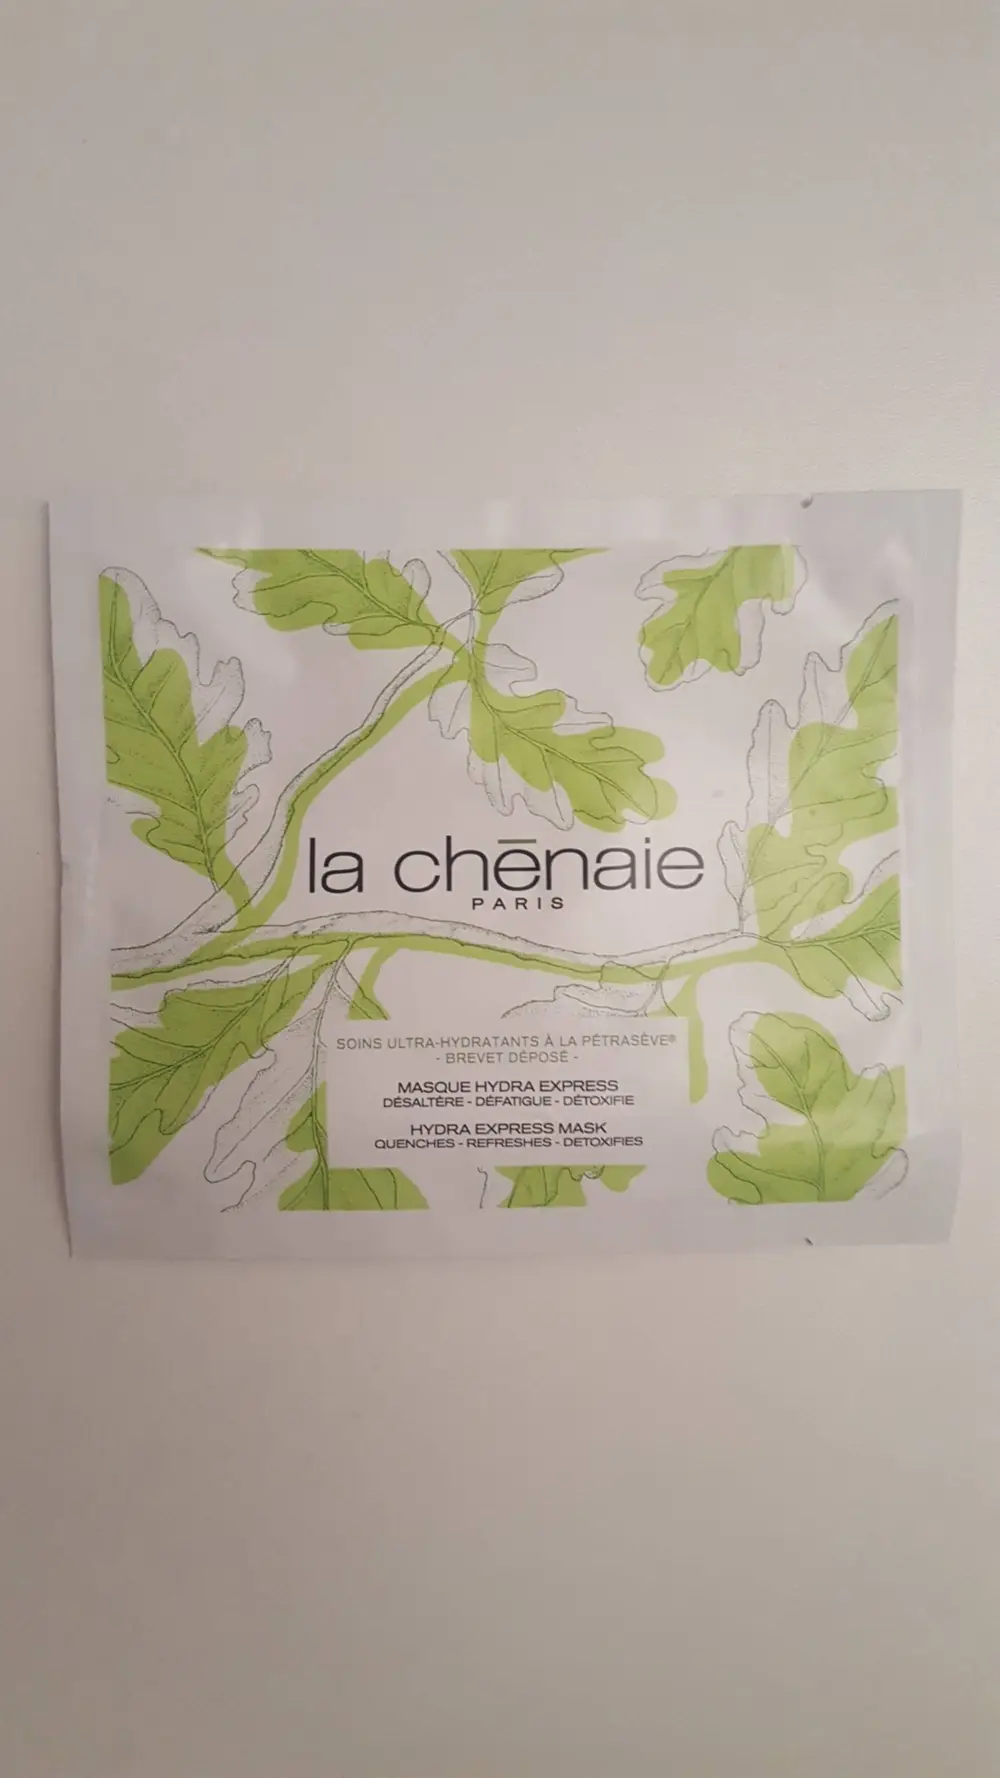 la chēnaie
PARIS
SOINS ULTRA-HYDRATANTS À LA PÉTRASÈVE®
- BREVET DÉPOSÉ -
MASQUE HYDRA EXPRESS
DÉSALTÈRE - DÉFATIGUE - DÉTOXIFIE
HYDRA EXPRESS MASK
QUENCHES - REFRESHES - DETOXIFIES